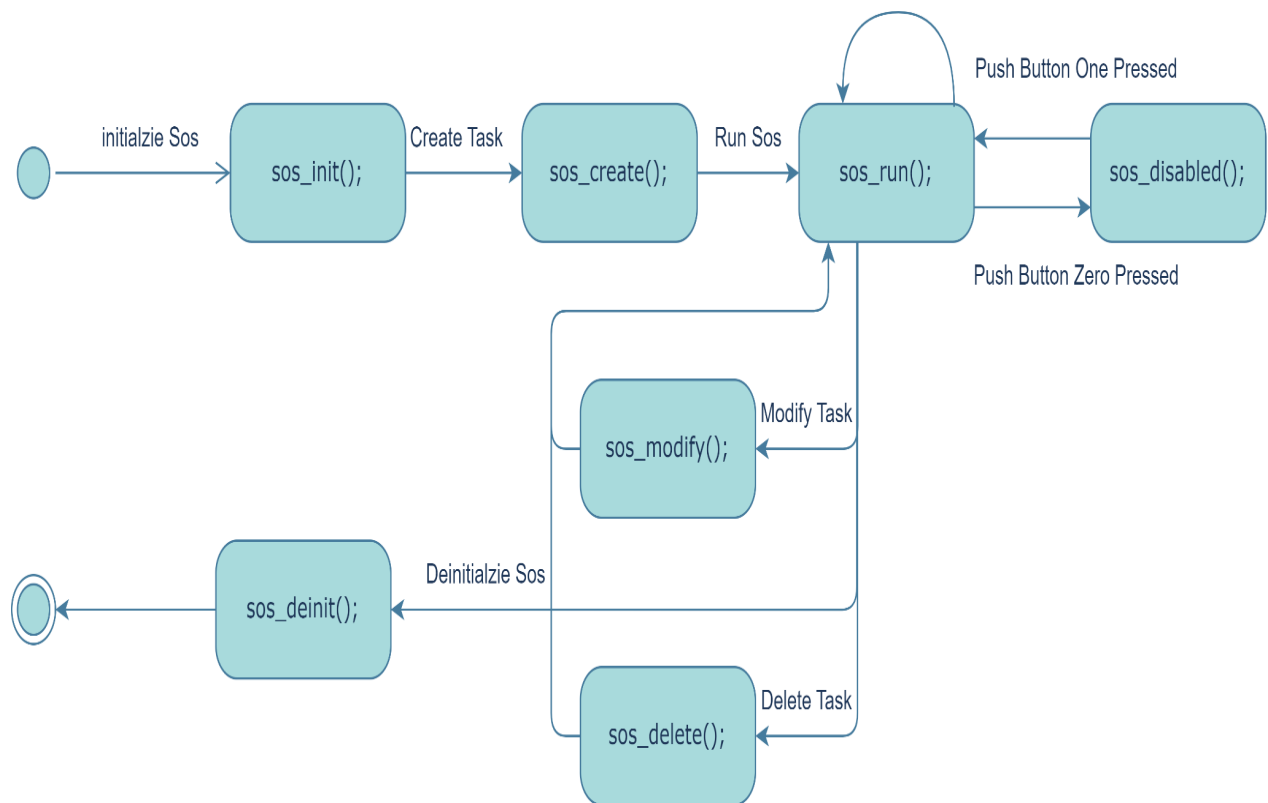 Push Button One Pressed
initialzie Sos
Create Task
Run Sos
sos_init();
sos_create();
sos_run();
sos_disabled();
Push Button Zero Pressed
Modify Task
sos_modify();
Deinitialzie Sos
sos_deinit();
Delete Task
sos_delete();